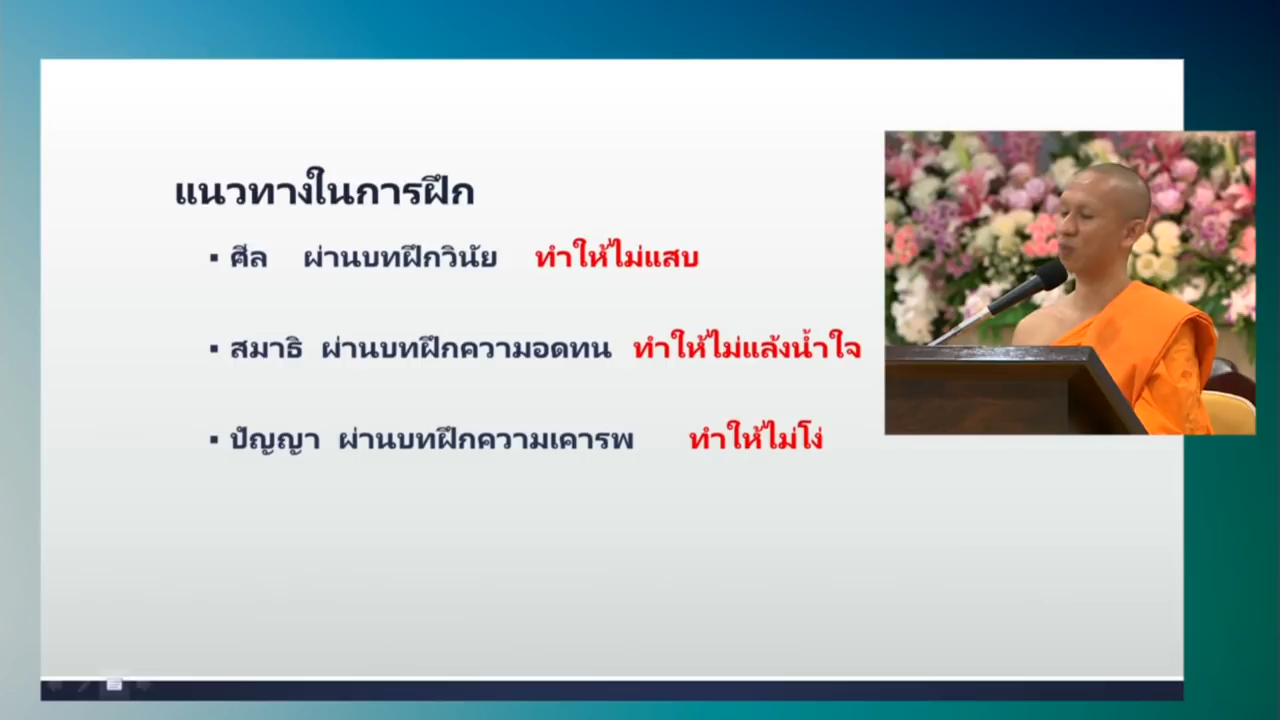 แนวทางในการฝึก
▪ ศีล ผ่านบทฝึกวินัย ทำให้ไม่แสบ
▪ สมาธิ ผ่านบทฝึกความอดทน ทำให้ไม่แล้งน้ำใจ
▪ ปัญญา ผ่านบทฝึกความเคารพ ทำให้ไม่โง่